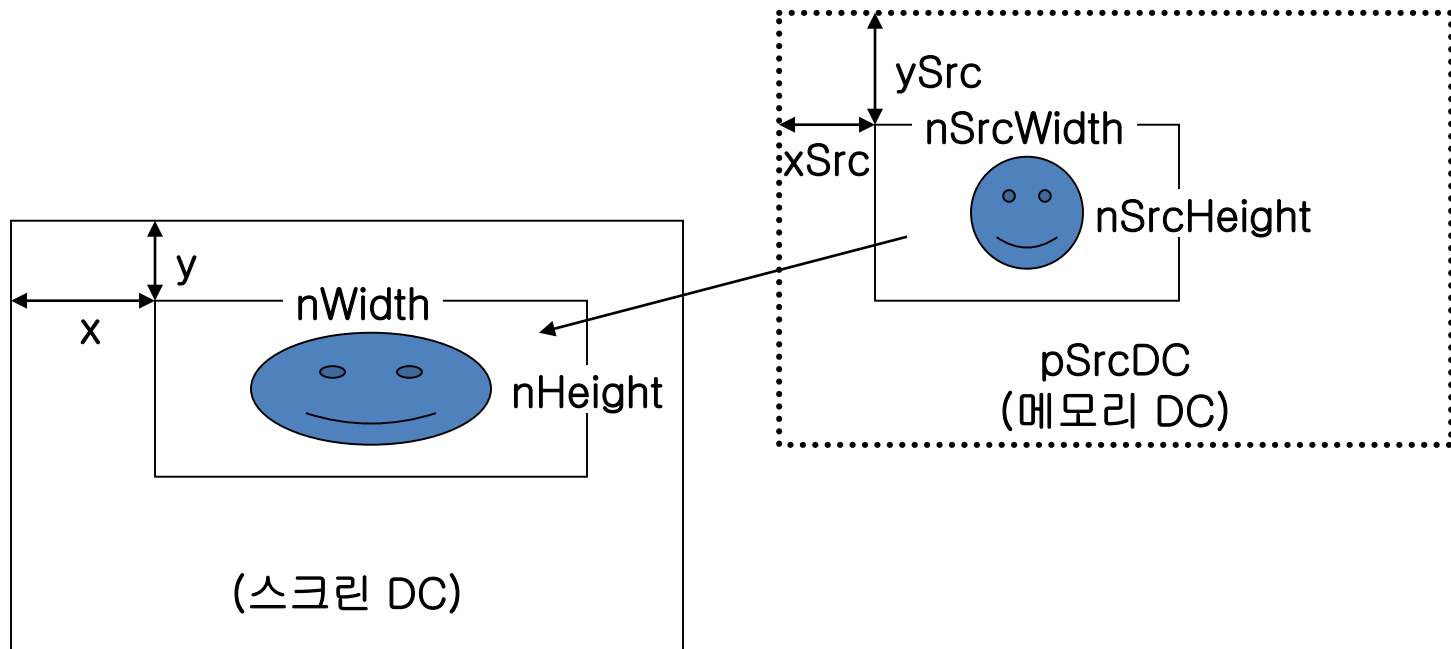 ySrc
nSrcWidth
xSrc
nSrcHeight
pSrcDC
(메모리 DC)
y
x
nWidth
nHeight
(스크린 DC)